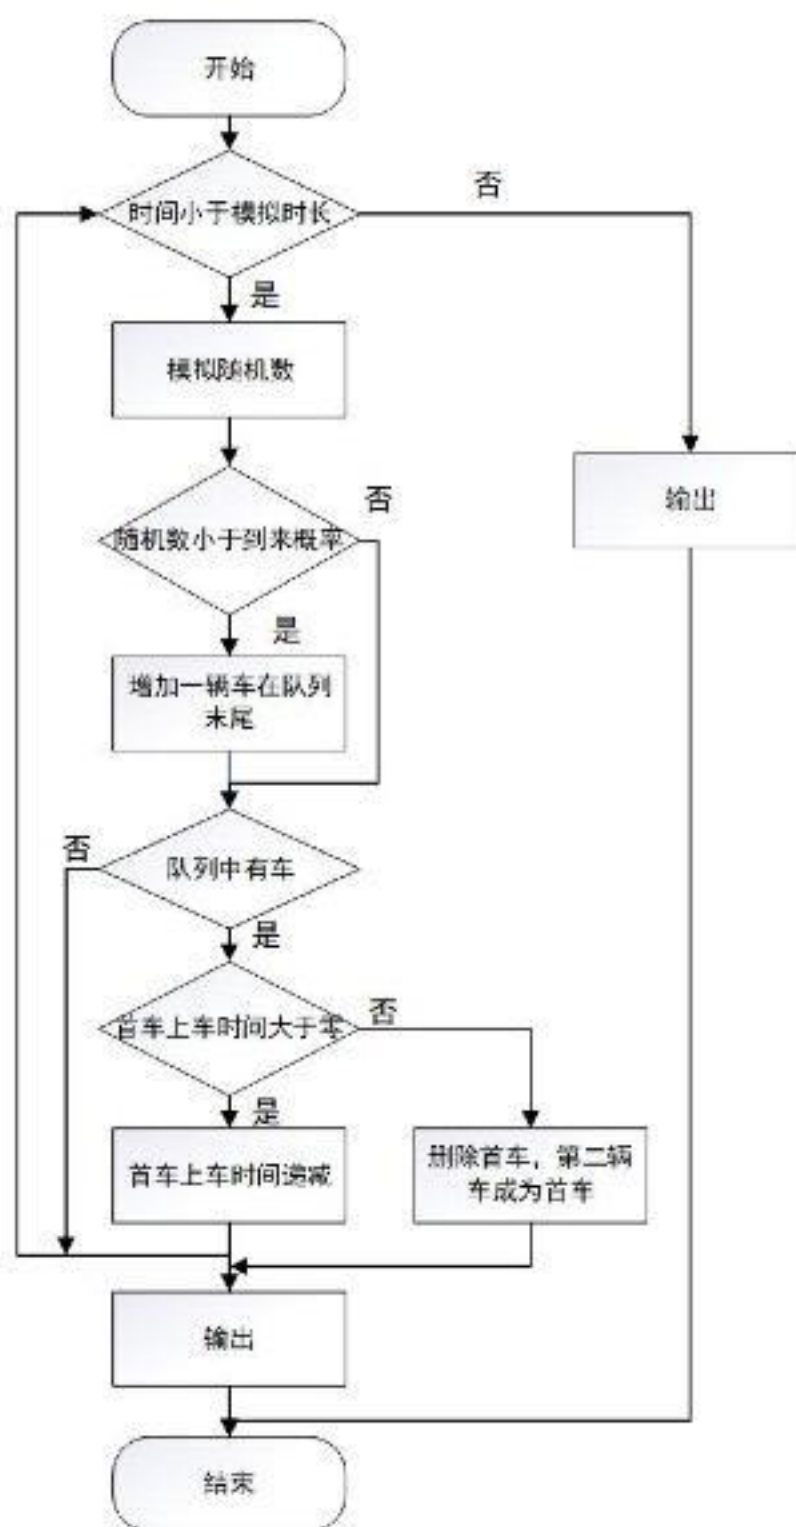 开始
时间小于模拟时长
否
是
模拟随机数
输出
随机数小于到来概率
否
是
增加一辆车在队列
末尾
队列中有车
否
是
首车上车时间大于零
否
是
首车上车时间递减
删除首车，第二辆
车成为首车
输出
结束